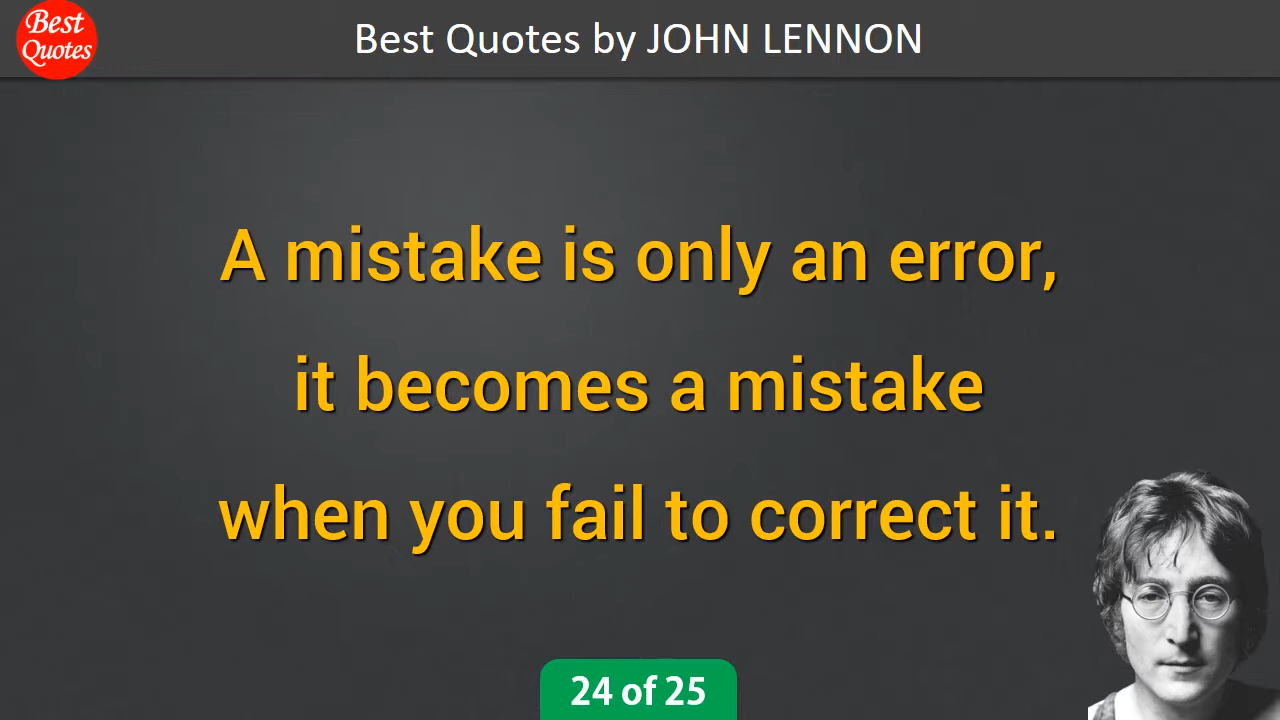 Best
Quotes
Best Quotes by JOHN LENNON
A mistake is only an error,
it becomes a mistake
when you fail to correct it.
24 of 25